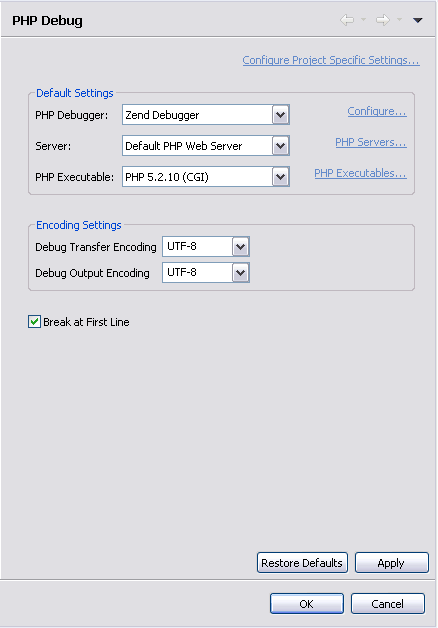 PHP Debug
Configure Project Specific Settings...
Default Settings
PHP Debugger: Zend Debugger Configure...
Server: Default PHP Web Server PHP Servers...
PHP Executable: PHP 5.2.10 (CGI) PHP Executables...
Encoding Settings
Debug Transfer Encoding UTF-8
Debug Output Encoding UTF-8
Break at First Line
Restore Defaults Apply
OK Cancel